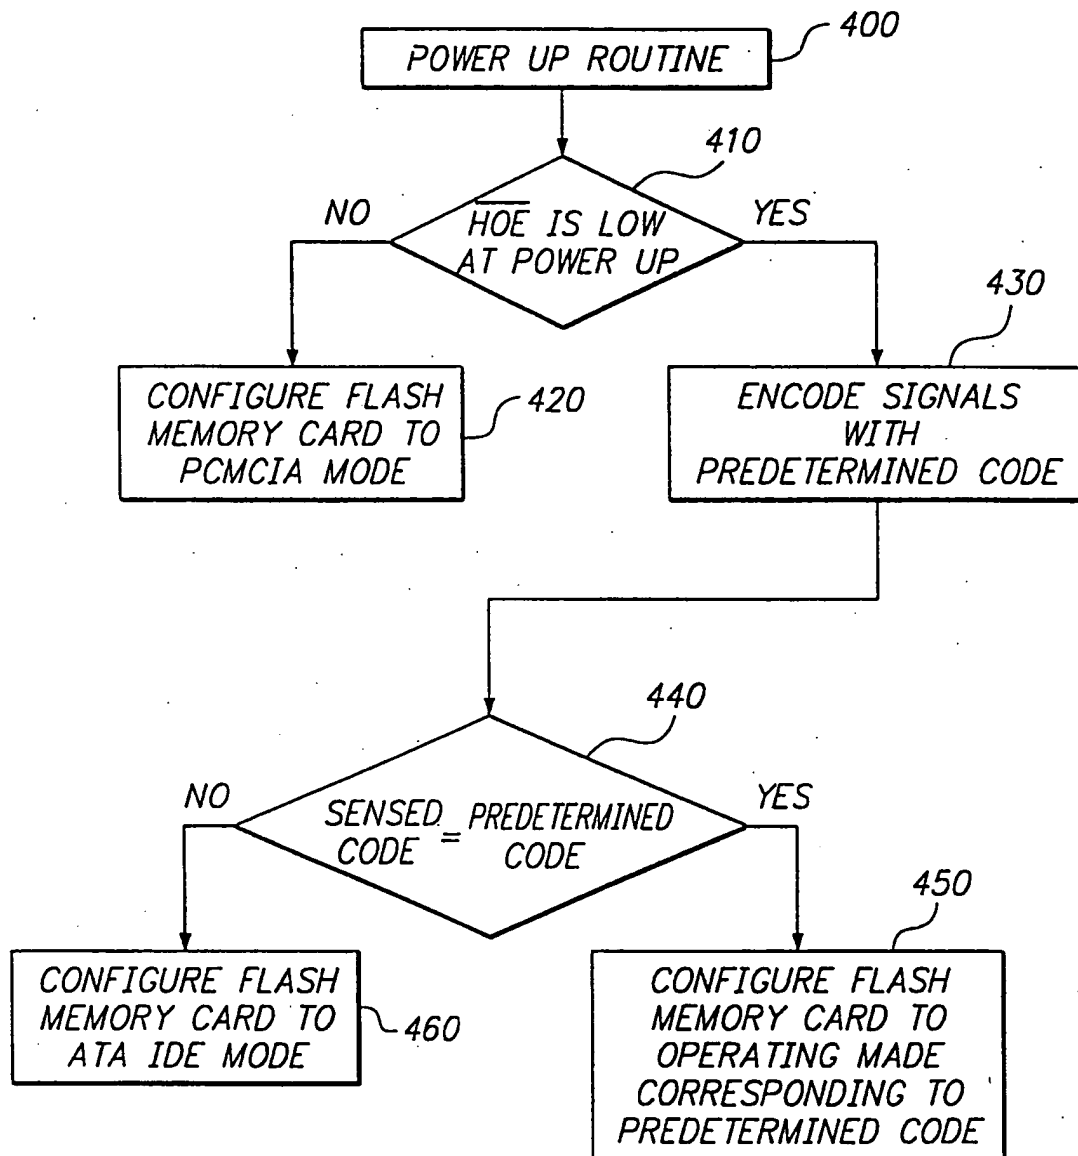 400
POWER UP ROUTINE
410
NO
H̅O̅E̅ IS LOW
AT POWER UP
YES
430
CONFIGURE FLASH
MEMORY CARD TO
PCMCIA MODE
420
ENCODE SIGNALS
WITH
PREDETERMINED CODE
440
NO
SENSED CODE = PREDETERMINED CODE
YES
450
CONFIGURE FLASH
MEMORY CARD TO
ATA IDE MODE
460
CONFIGURE FLASH
MEMORY CARD TO
OPERATING MADE
CORRESPONDING TO
PREDETERMINED CODE